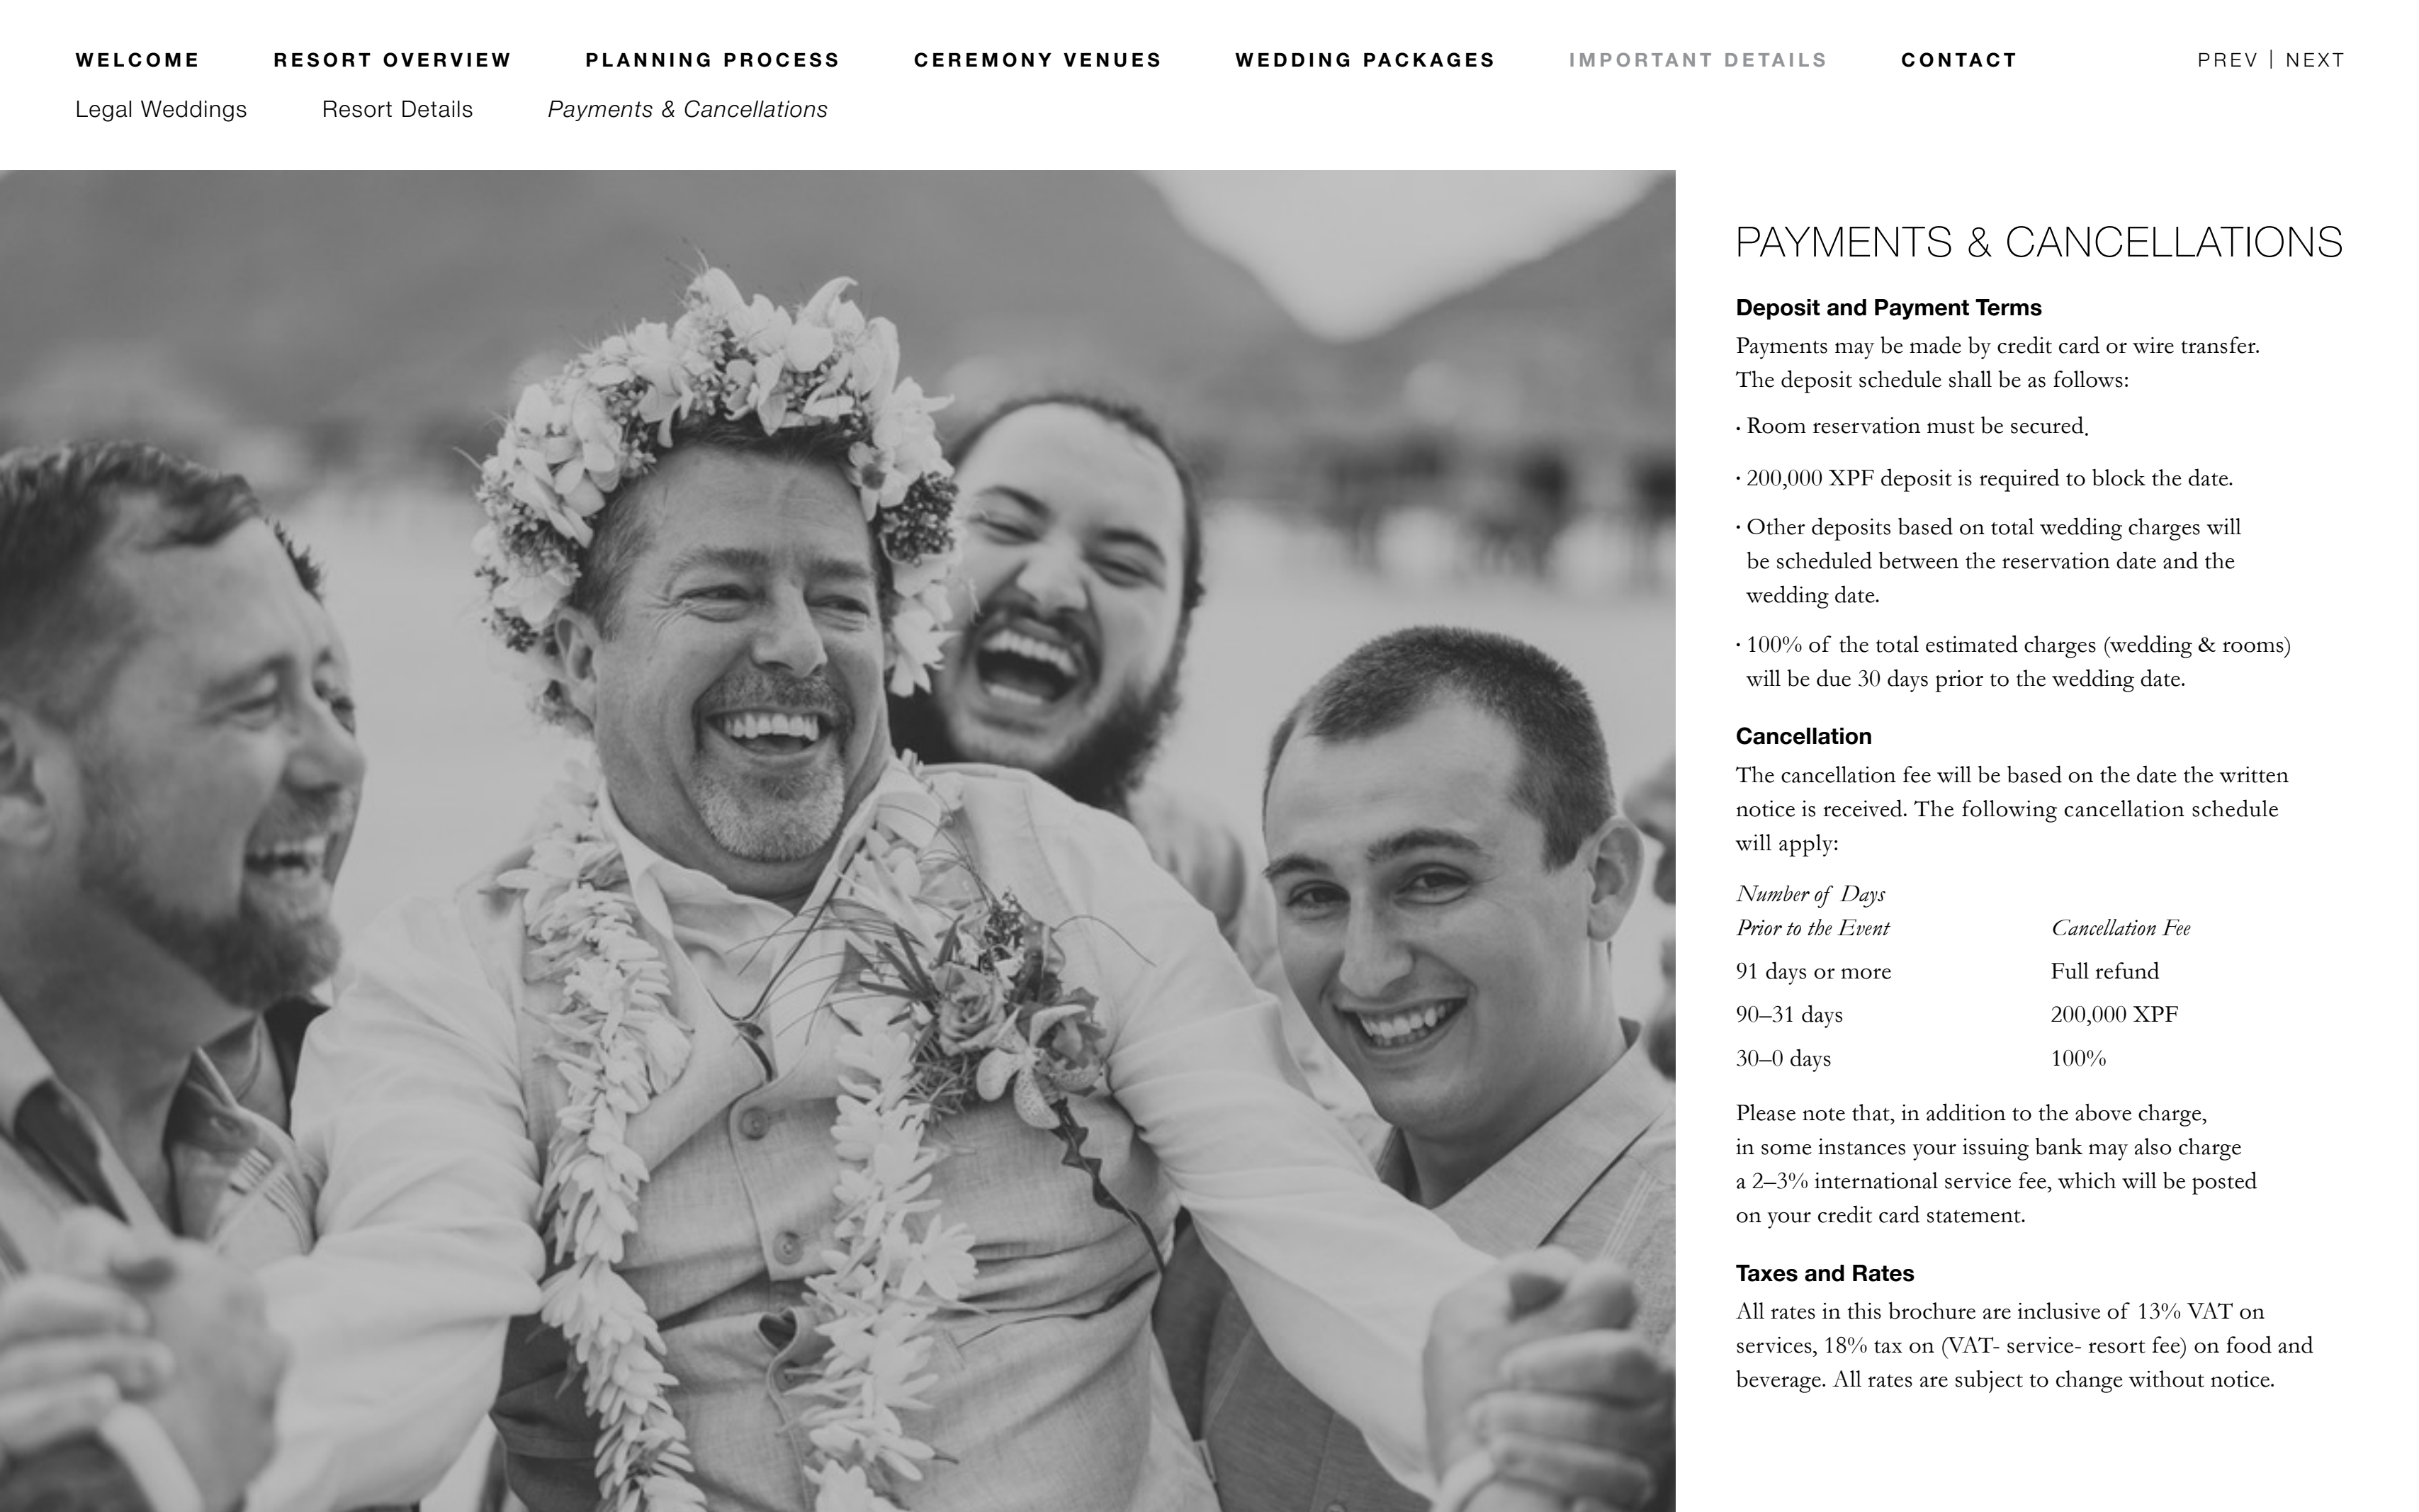 WELCOME RESORT OVERVIEW PLANNING PROCESS CEREMONY VENUES WEDDING PACKAGES IMPORTANT DETAILS CONTACT PREV | NEXT
Legal Weddings Resort Details Payments & Cancellations
PAYMENTS & CANCELLATIONS
Deposit and Payment Terms
Payments may be made by credit card or wire transfer.
The deposit schedule shall be as follows:
· Room reservation must be secured.
· 200,000 XPF deposit is required to block the date.
· Other deposits based on total wedding charges will
be scheduled between the reservation date and the
wedding date.
· 100% of the total estimated charges (wedding & rooms)
will be due 30 days prior to the wedding date.
Cancellation
The cancellation fee will be based on the date the written
notice is received. The following cancellation schedule
will apply:
Number of Days
Prior to the Event Cancellation Fee
91 days or more Full refund
90–31 days 200,000 XPF
30–0 days 100%
Please note that, in addition to the above charge,
in some instances your issuing bank may also charge
a 2–3% international service fee, which will be posted
on your credit card statement.
Taxes and Rates
All rates in this brochure are inclusive of 13% VAT on
services, 18% tax on (VAT- service- resort fee) on food and
beverage. All rates are subject to change without notice.